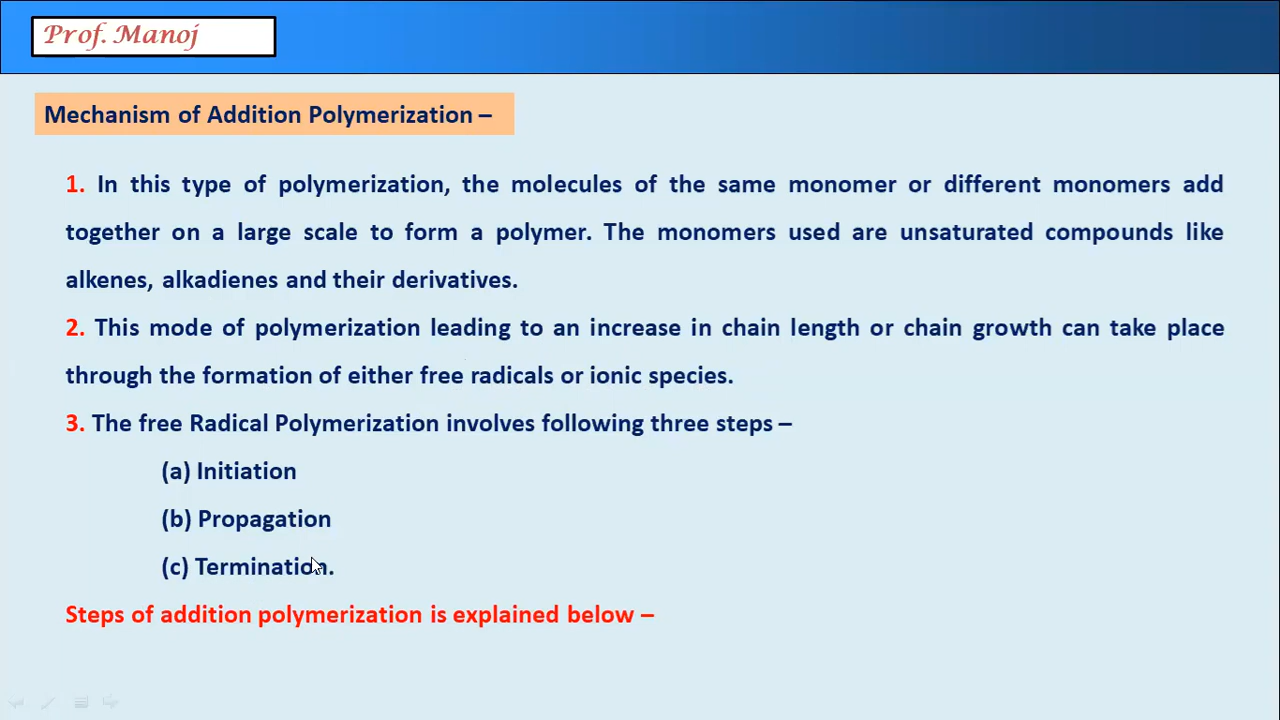 Prof. Manoj
Mechanism of Addition Polymerization –
1. In this type of polymerization, the molecules of the same monomer or different monomers add
together on a large scale to form a polymer. The monomers used are unsaturated compounds like
alkenes, alkadienes and their derivatives.
2. This mode of polymerization leading to an increase in chain length or chain growth can take place
through the formation of either free radicals or ionic species.
3. The free Radical Polymerization involves following three steps –
(a) Initiation
(b) Propagation
(c) Termination.
Steps of addition polymerization is explained below –